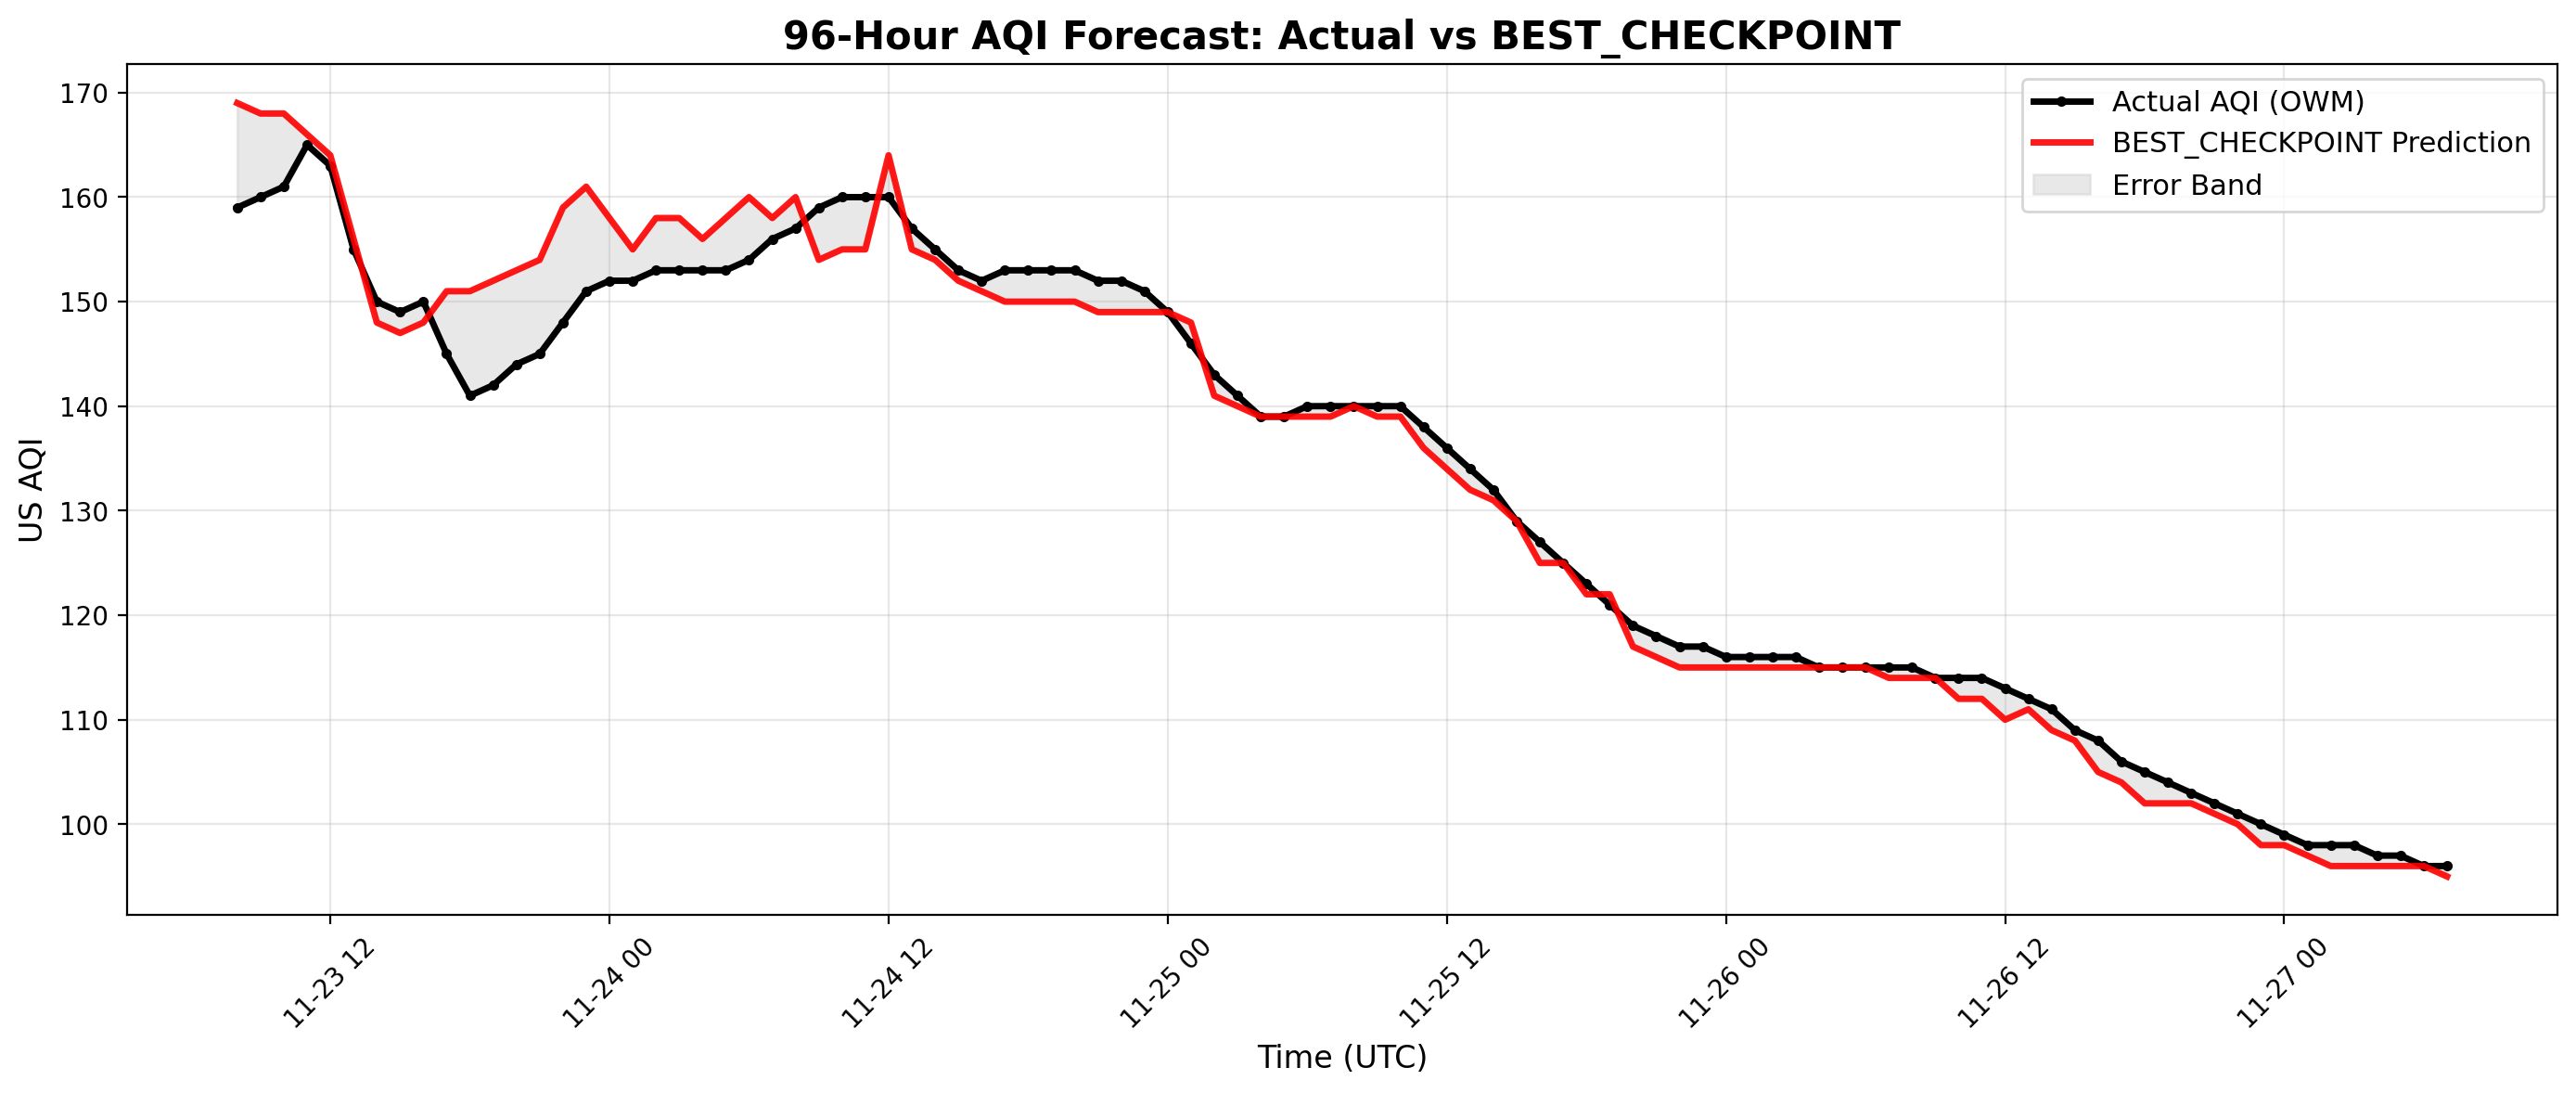 96-Hour AQI Forecast: Actual vs BEST_CHECKPOINT
Actual AQI (OWM)
BEST_CHECKPOINT Prediction
Error Band
US AQI
170
160
150
140
130
120
110
100
11-23 12
11-24 00
11-24 12
11-25 00
11-25 12
11-26 00
11-26 12
11-27 00
Time (UTC)